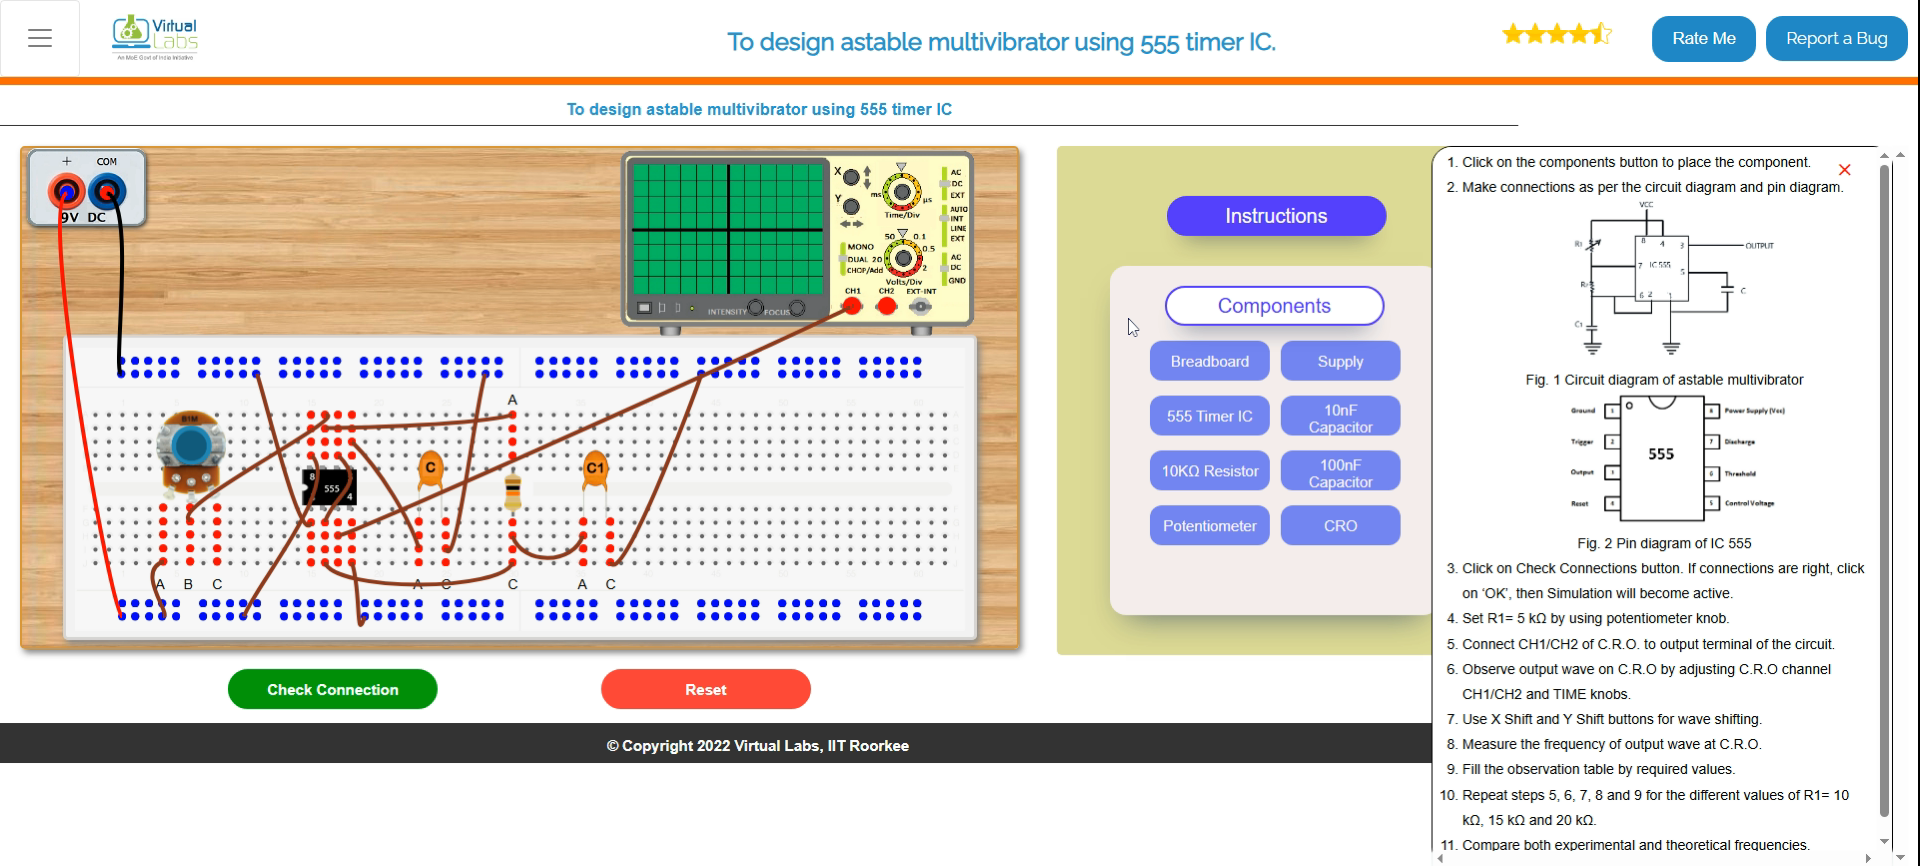 Virtual
Labs
An MoE Govt of India Initiative
To design astable multivibrator using 555 timer IC.
Rate Me
Report a Bug
To design astable multivibrator using 555 timer IC
+ COM
9V DC
X
Y
ms
µs
Time/Div
AC
DC
EXT
AUTO
INT
LINE
EXT
MONO
DUAL
CHOP/Add
50
0.1
20
0.5
2
Volts/Div
AC
DC
GND
CH1 CH2 EXT-INT
INTENSITY
FOCUS
B1M
8
555
4
C
C1
A
A B C
A C
C
A C
Check Connection
Reset
Instructions
Components
Breadboard
Supply
555 Timer IC
10nF
Capacitor
10KΩ Resistor
100nF
Capacitor
Potentiometer
CRO
1. Click on the components button to place the component.
2. Make connections as per the circuit diagram and pin diagram.
VCC
8 4 3
OUTPUT
7 IC 555
5
C
6 2 1
C1
Fig. 1 Circuit diagram of astable multivibrator
Ground 1
8 Power Supply (Vcc)
Trigger 2
7 Discharge
555
Output
6 Threshold
Reset 4
5 Control Voltage
Fig. 2 Pin diagram of IC 555
3. Click on Check Connections button. If connections are right, click
on ‘OK’, then Simulation will become active.
4. Set R1= 5 kΩ by using potentiometer knob.
5. Connect CH1/CH2 of C.R.O. to output terminal of the circuit.
6. Observe output wave on C.R.O by adjusting C.R.O channel
CH1/CH2 and TIME knobs.
7. Use X Shift and Y Shift buttons for wave shifting.
8. Measure the frequency of output wave at C.R.O.
9. Fill the observation table by required values.
10. Repeat steps 5, 6, 7, 8 and 9 for the different values of R1= 10
kΩ, 15 kΩ and 20 kΩ.
11. Compare both experimental and theoretical frequencies.
© Copyright 2022 Virtual Labs, IIT Roorkee